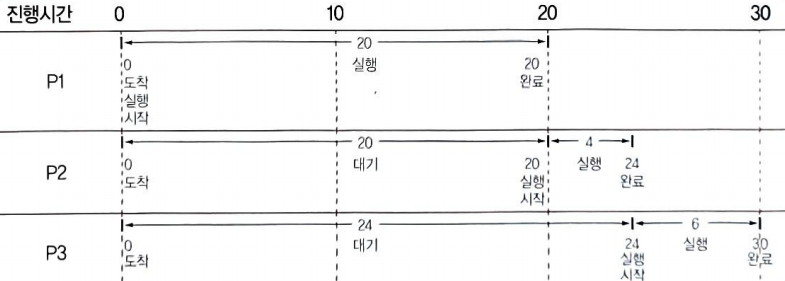 진행시간 0 10 20 30
20
P1
0 실행 20
도착 완료
실행
시작
20 4
P2
0 대기 20 실행 24
도착 실행 완료
시작
24 6
P3
0 대기 24 실행 30
도착 실행 완료
시작